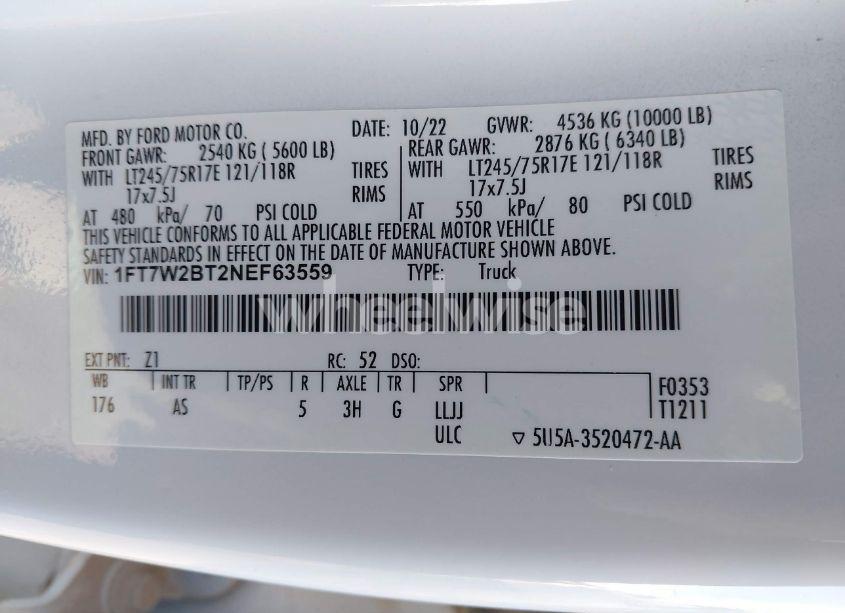 MFD. BY FORD MOTOR CO. DATE: 10/22 GVWR: 4536 KG (10000 LB)
FRONT GAWR: 2540 KG ( 5600 LB) REAR GAWR: 2876 KG ( 6340 LB)
WITH LT245/75R17E 121/118R TIRES WITH LT245/75R17E 121/118R TIRES
17x7.5J RIMS 17x7.5J RIMS
AT 480 kPa/ 70 PSI COLD AT 550 kPa/ 80 PSI COLD
THIS VEHICLE CONFORMS TO ALL APPLICABLE FEDERAL MOTOR VEHICLE
SAFETY STANDARDS IN EFFECT ON THE DATE OF MANUFACTURE SHOWN ABOVE.
VIN: 1FT7W2BT2NEF63559 TYPE: Truck
wheelwise
EXT PNT: Z1 RC: 52 DSO:
WB INT TR TP/PS R AXLE TR SPR F0353
176 AS 5 3H G LLJJ T1211
ULC ▽ 5U5A-3520472-AA